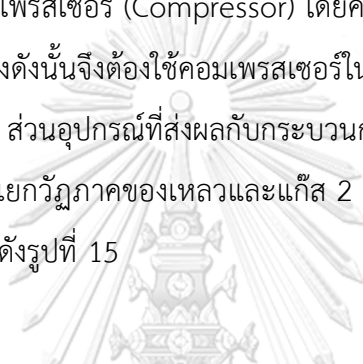 เพรสเซอร์ (Compressor) โดยค
งดังนั้นจึงต้องใช้คอมเพรสเซอร์ใน
ส่วนอุปกรณ์ที่ส่งผลกับกระบวนก
แยกวัฏภาคของเหลวและแก๊ส 2
ดังรูปที่ 15